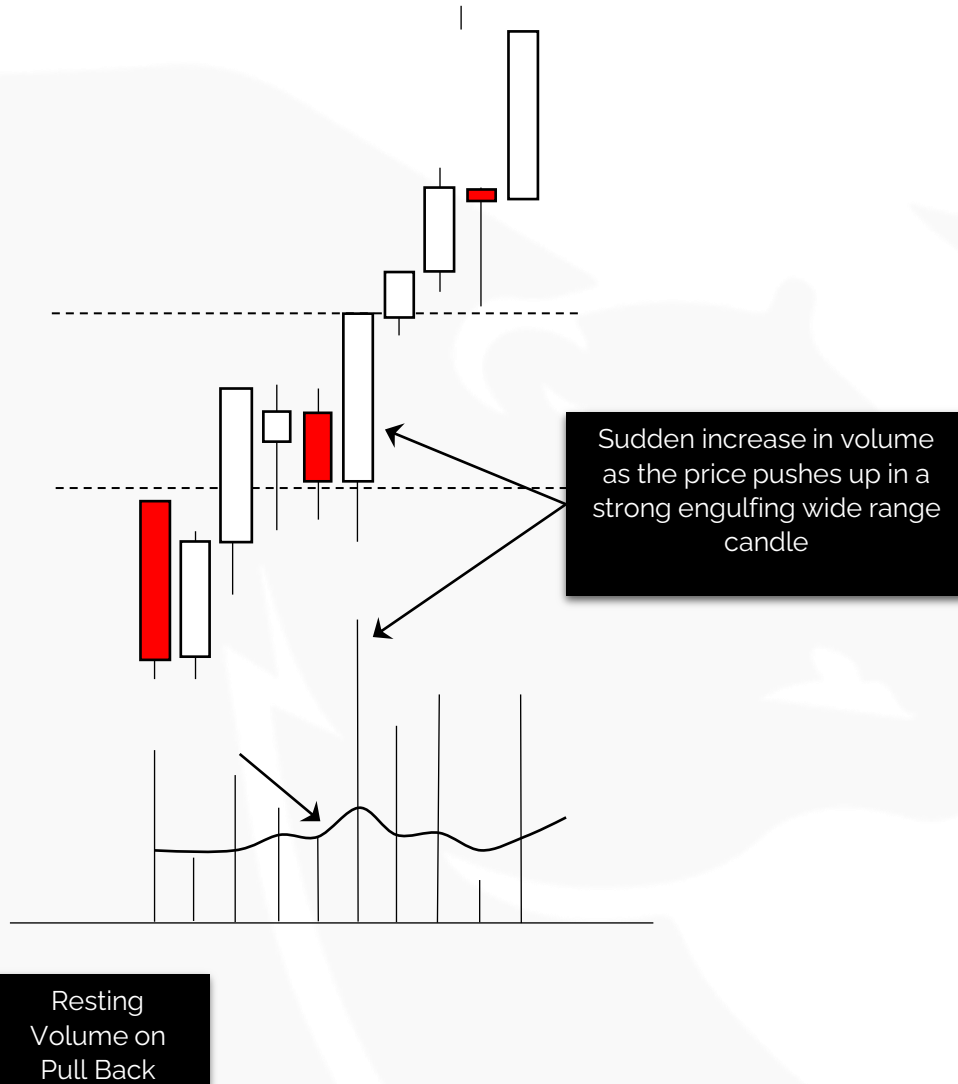 Sudden increase in volume
as the price pushes up in a
strong engulfing wide range
candle
Resting
Volume on
Pull Back